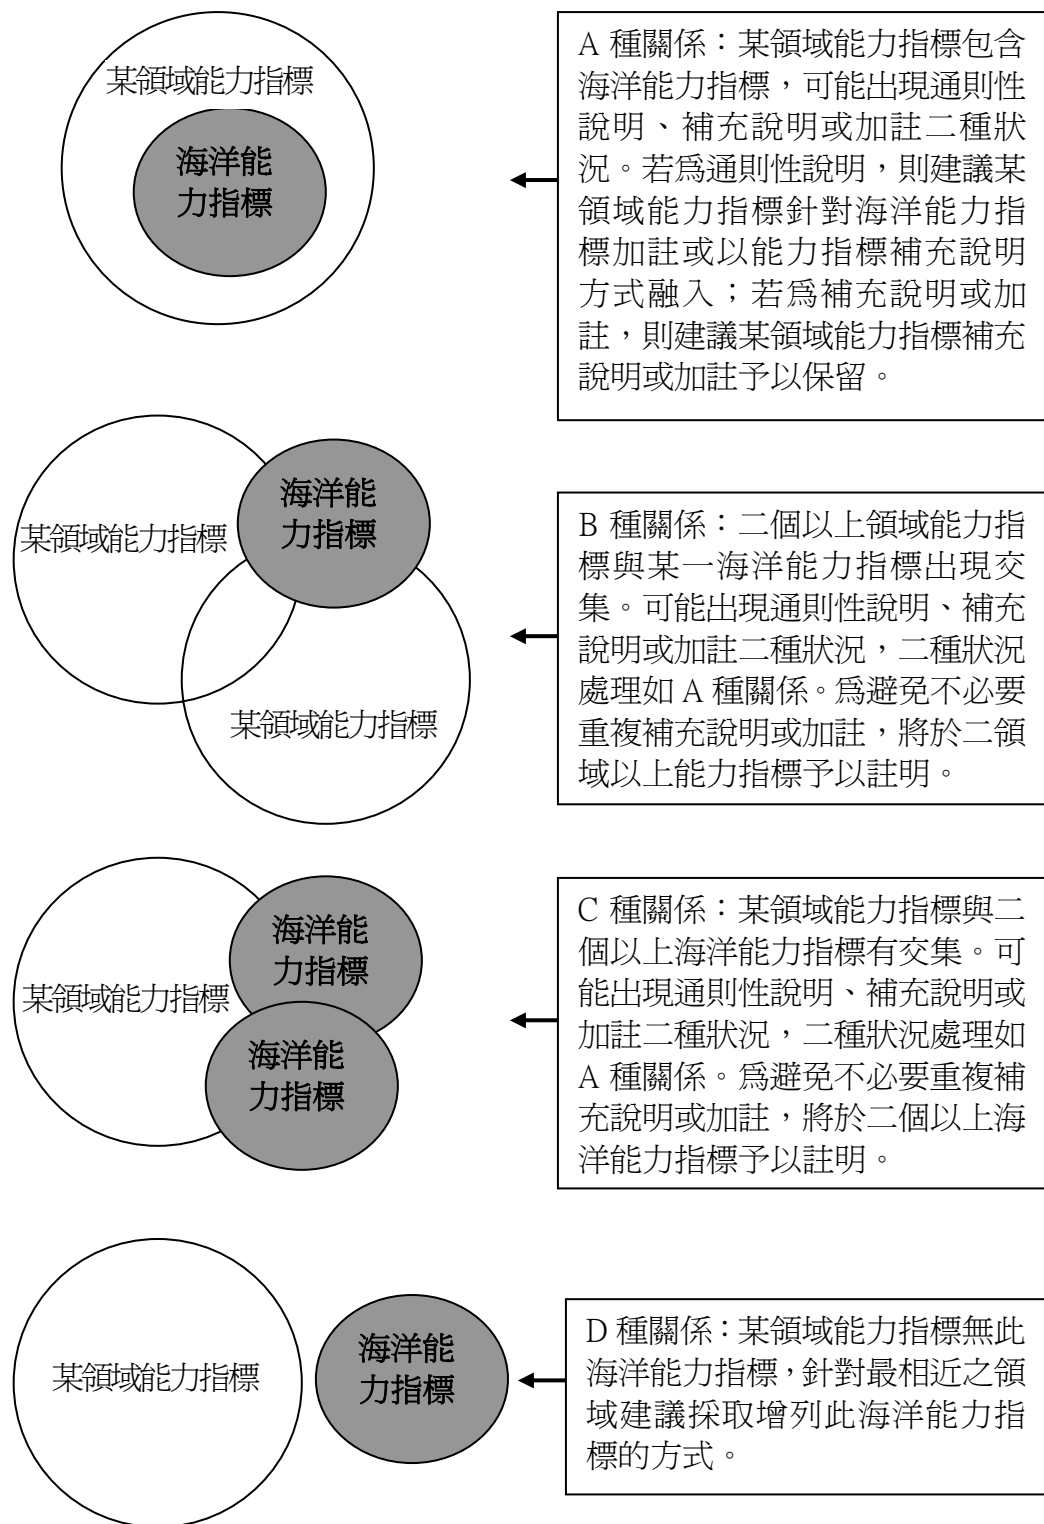 某領域能力指標
海洋能
力指標
A 種關係：某領域能力指標包含
海洋能力指標，可能出現通則性
說明、補充說明或加註二種狀
況。若為通則性說明，則建議某
領域能力指標針對海洋能力指
標加註或以能力指標補充說明
方式融入；若為補充說明或加
註，則建議某領域能力指標補充
說明或加註予以保留。
海洋能
力指標
某領域能力指標
某領域能力指標
B 種關係：二個以上領域能力指
標與某一海洋能力指標出現交
集。可能出現通則性說明、補充
說明或加註二種狀況，二種狀況
處理如 A 種關係。為避免不必要
重複補充說明或加註，將於二領
域以上能力指標予以註明。
海洋能
力指標
某領域能力指標
海洋能
力指標
C 種關係：某領域能力指標與二
個以上海洋能力指標有交集。可
能出現通則性說明、補充說明或
加註二種狀況，二種狀況處理如
A 種關係。為避免不必要重複補
充說明或加註，將於二個以上海
洋能力指標予以註明。
某領域能力指標
海洋能
力指標
D 種關係：某領域能力指標無此
海洋能力指標，針對最相近之領
域建議採取增列此海洋能力指
標的方式。